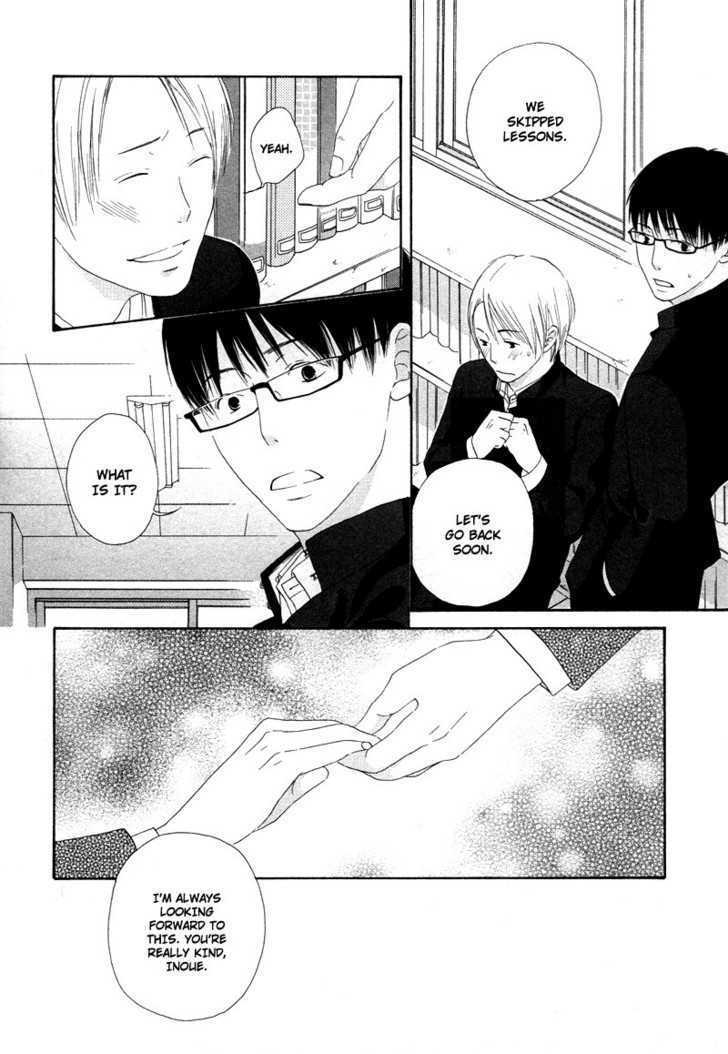 WE
SKIPPED
LESSONS.
LET'S
GO BACK
SOON.
YEAH.
WHAT
IS IT?
I'M ALWAYS
LOOKING
FORWARD TO
THIS. YOU'RE
REALLY KIND,
INOUE.